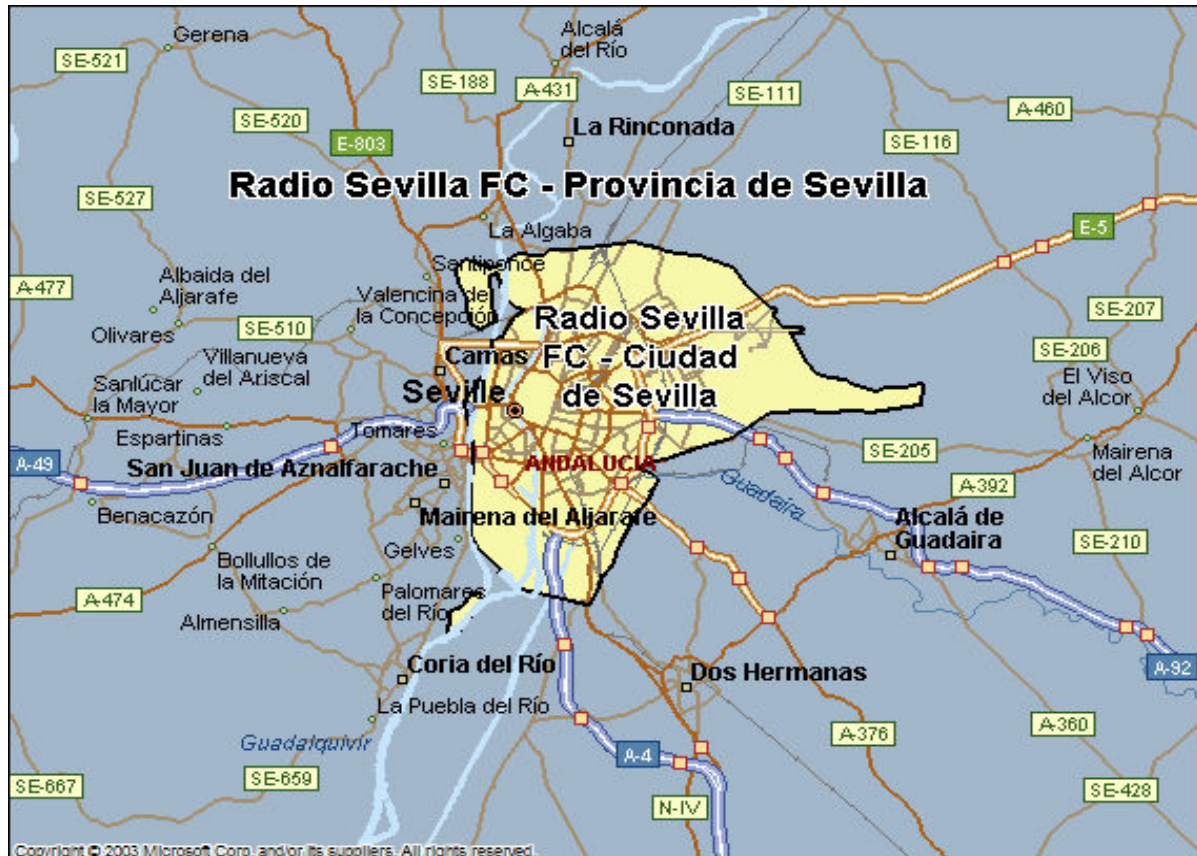 Gerena
Alcalá
del Río
SE-521
SE-188
A-431
SE-111
A-460
SE-520
La Rinconada
E-803
SE-116
Radio Sevilla FC - Provincia de Sevilla
SE-527
La Algaba
E-5
Santiponce
Albaida del
Aljarafe
A-477
Valencina de
la Concepción
SE-207
Olivares
SE-510
Radio Sevilla
FC - Ciudad
de Sevilla
Villanueva
del Ariscal
Camas
SE-206
Sanlúcar
la Mayor
Seville
El Viso
del Alcor
Espartinas
Tomares
SE-205
A-49
San Juan de Aznalfarache
ANDALUCIA
Mairena
del Alcor
Guadaira
A-392
Benacazón
Mairena del Aljarafe
Alcalá de
Guadaira
Gelves
SE-210
Bollullos de
la Mitación
Palomares
del Río
A-474
Almensilla
Coria del Río
Dos Hermanas
A-92
La Puebla del Río
A-360
A-376
Guadalquivir
A-4
SE-667
SE-659
SE-428
N-IV
Copyright © 2003 Microsoft Corp. and/or its suppliers. All rights reserved.